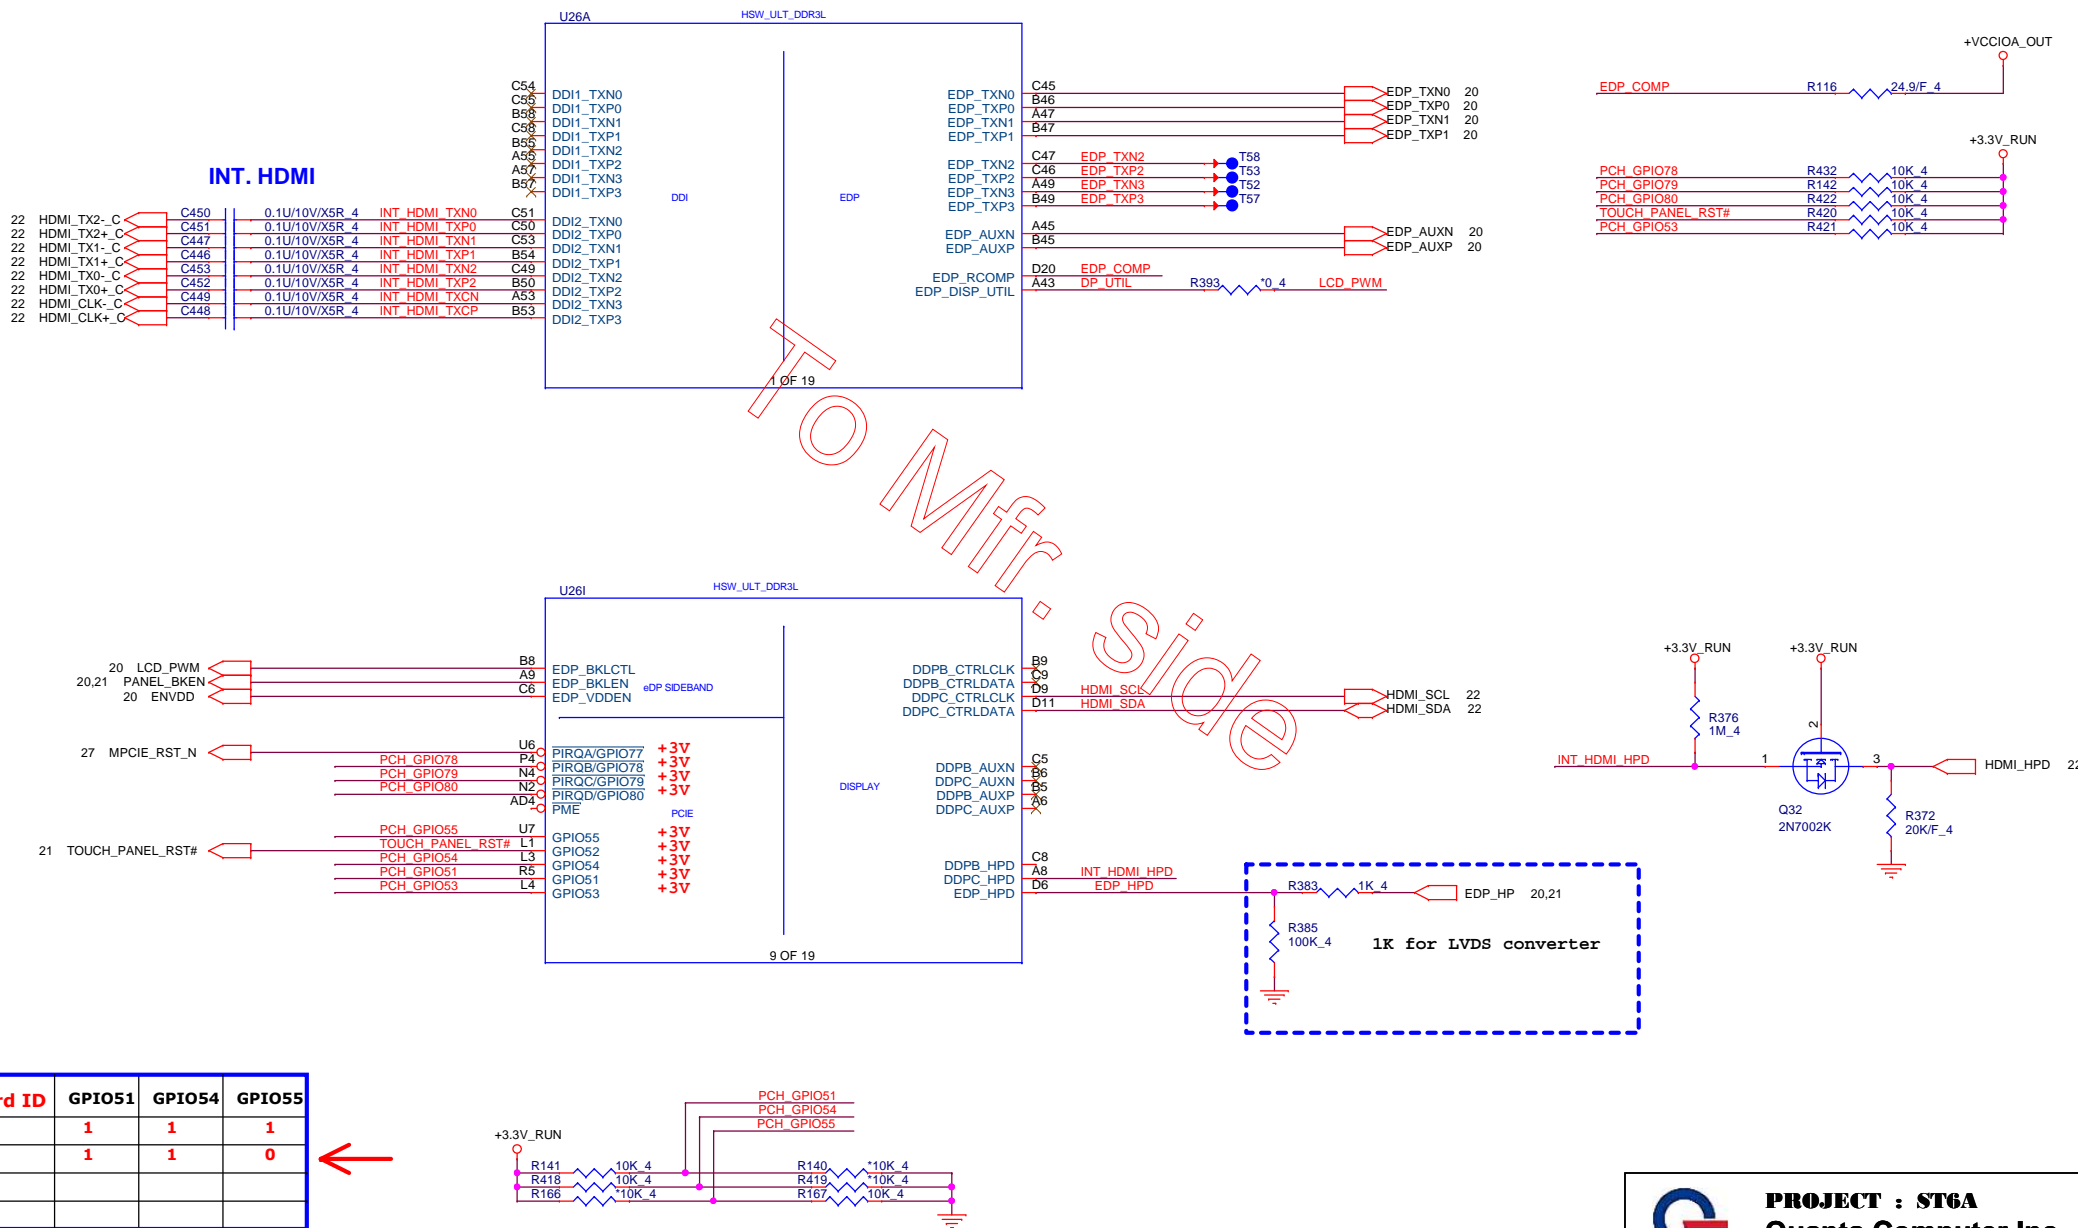 U26A
HSW_ULT_DDR3L
+VCCIOA_OUT
EDP_COMP R116 24.9/F_4
+3.3V_RUN
PCH_GPIO78 R432 10K_4
PCH_GPIO79 R142 10K_4
PCH_GPIO80 R422 10K_4
TOUCH_PANEL_RST# R420 10K_4
PCH_GPIO53 R421 10K_4
C54 DDI1_TXN0
C55 DDI1_TXP0
B58 DDI1_TXN1
C58 DDI1_TXP1
B55 DDI1_TXN2
A55 DDI1_TXP2
A57 DDI1_TXN3
B57 DDI1_TXP3
INT. HDMI
22 HDMI_TX2-_C C450 0.1U/10V/X5R_4 INT_HDMI_TXN0 C51 DDI2_TXN0
22 HDMI_TX2+_C C451 0.1U/10V/X5R_4 INT_HDMI_TXP0 C50 DDI2_TXP0
22 HDMI_TX1-_C C447 0.1U/10V/X5R_4 INT_HDMI_TXN1 C53 DDI2_TXN1
22 HDMI_TX1+_C C446 0.1U/10V/X5R_4 INT_HDMI_TXP1 B54 DDI2_TXP1
22 HDMI_TX0-_C C453 0.1U/10V/X5R_4 INT_HDMI_TXN2 C49 DDI2_TXN2
22 HDMI_TX0+_C C452 0.1U/10V/X5R_4 INT_HDMI_TXP2 B50 DDI2_TXP2
22 HDMI_CLK-_C C449 0.1U/10V/X5R_4 INT_HDMI_TXCN A53 DDI2_TXN3
22 HDMI_CLK+_C C448 0.1U/10V/X5R_4 INT_HDMI_TXCP B53 DDI2_TXP3
DDI
EDP
EDP_TXN0 C45 EDP_TXN0 20
EDP_TXP0 B46 EDP_TXP0 20
EDP_TXN1 A47 EDP_TXN1 20
EDP_TXP1 B47 EDP_TXP1 20
EDP_TXN2 C47 EDP_TXN2 T58
EDP_TXP2 C46 EDP_TXP2 T53
EDP_TXN3 A49 EDP_TXN3 T52
EDP_TXP3 B49 EDP_TXP3 T57
EDP_AUXN A45 EDP_AUXN 20
EDP_AUXP B45 EDP_AUXP 20
EDP_RCOMP D20 EDP_COMP
EDP_DISP_UTIL A43 DP_UTIL R393 *0_4 LCD_PWM
1 OF 19
To Mfr. side
U26I
HSW_ULT_DDR3L
20 LCD_PWM B8 EDP_BKLCTL
20,21 PANEL_BKEN A9 EDP_BKLEN
20 ENVDD C6 EDP_VDDEN
eDP SIDEBAND
27 MPCIE_RST_N U6 PIRQA/GPIO77 +3V
PCH_GPIO78 P4 PIRQB/GPIO78 +3V
PCH_GPIO79 N4 PIRQC/GPIO79 +3V
PCH_GPIO80 N2 PIRQD/GPIO80 +3V
AD4 PME
PCIE
PCH_GPIO55 U7 GPIO55 +3V
21 TOUCH_PANEL_RST# TOUCH_PANEL_RST# L1 GPIO52 +3V
PCH_GPIO54 L3 GPIO54 +3V
PCH_GPIO51 R5 GPIO51 +3V
PCH_GPIO53 L4 GPIO53 +3V
DISPLAY
DDPB_CTRLCLK B9
DDPB_CTRLDATA C9
DDPC_CTRLCLK D9 HDMI_SCL HDMI_SCL 22
DDPC_CTRLDATA D11 HDMI_SDA HDMI_SDA 22
DDPB_AUXN C5
DDPC_AUXN B6
DDPB_AUXP B5
DDPC_AUXP A6
DDPB_HPD C8
DDPC_HPD A8 INT_HDMI_HPD
EDP_HPD D6 EDP_HPD
9 OF 19
R383 1K_4 EDP_HP 20,21
R385
100K_4
1K for LVDS converter
+3.3V_RUN +3.3V_RUN
R376
1M_4
2
INT_HDMI_HPD 1 3 HDMI_HPD 22
Q32
2N7002K
R372
20K/F_4
rd ID GPIO51 GPIO54 GPIO55
1 1 1
1 1 0
PCH_GPIO51
PCH_GPIO54
PCH_GPIO55
+3.3V_RUN
R141 10K_4 R140 *10K_4
R418 10K_4 R419 *10K_4
R166 *10K_4 R167 10K_4
PROJECT : ST6A
Quanta Computer Inc